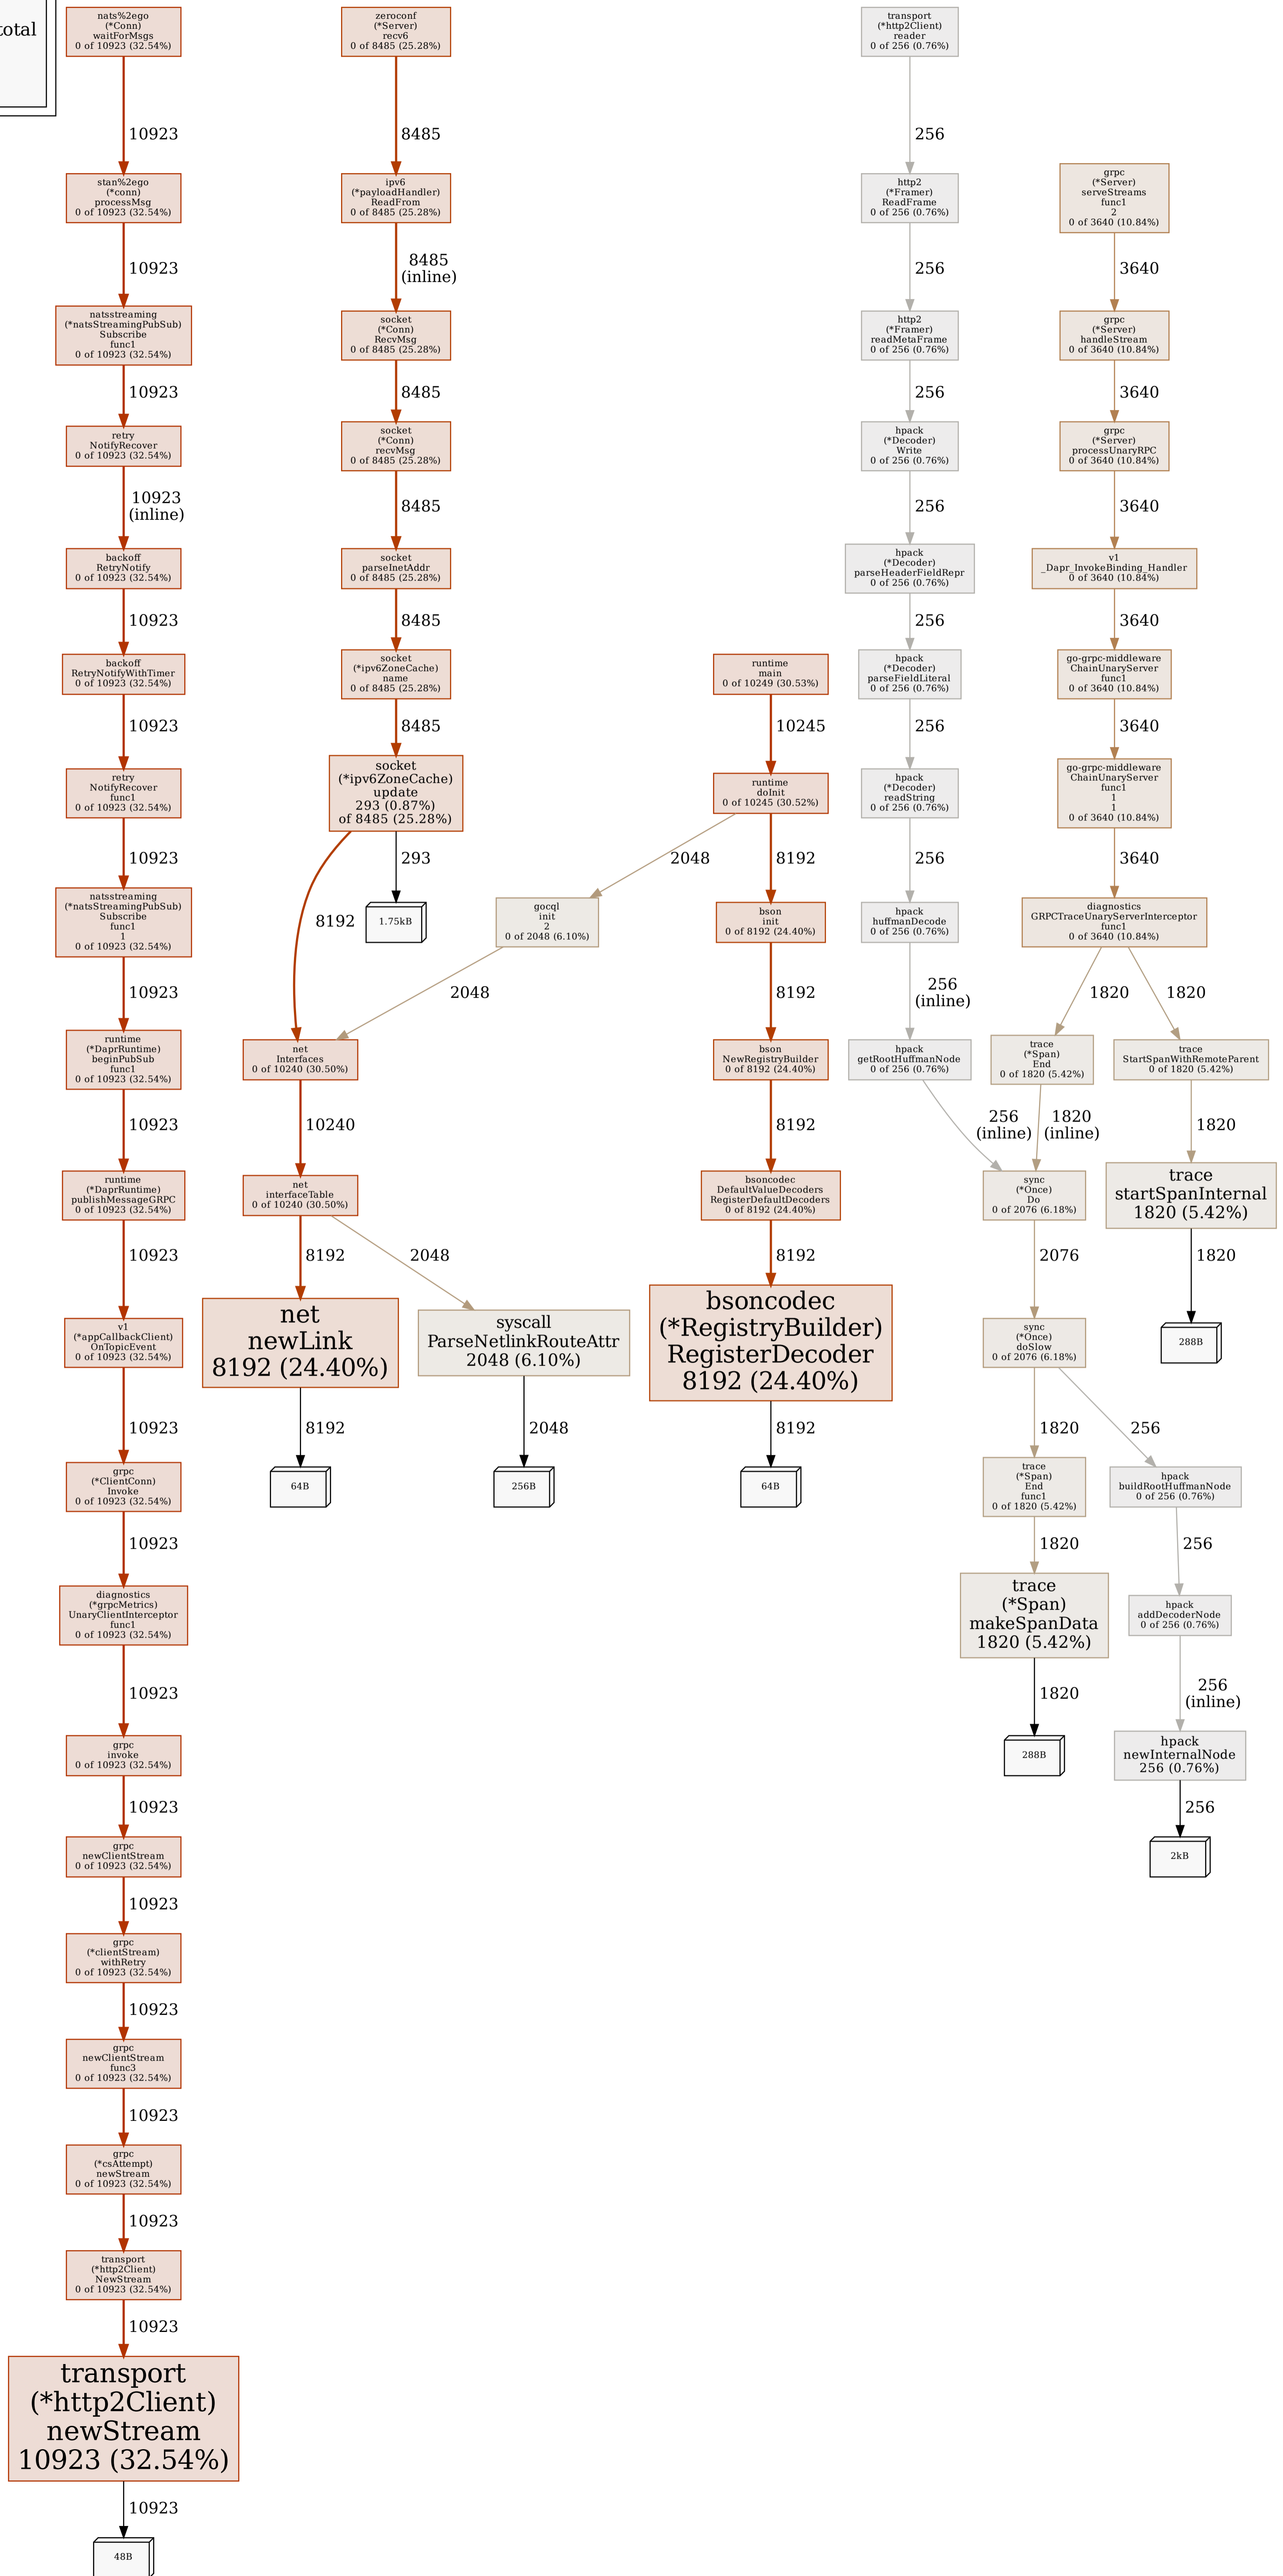 total
nats%2ego
(*Conn)
waitForMsgs
0 of 10923 (32.54%)
10923
stan%2ego
(*conn)
processMsg
0 of 10923 (32.54%)
10923
natsstreaming
(*natsStreamingPubSub)
Subscribe
func1
0 of 10923 (32.54%)
10923
retry
NotifyRecover
0 of 10923 (32.54%)
10923
(inline)
backoff
RetryNotify
0 of 10923 (32.54%)
10923
backoff
RetryNotifyWithTimer
0 of 10923 (32.54%)
10923
retry
NotifyRecover
func1
0 of 10923 (32.54%)
10923
natsstreaming
(*natsStreamingPubSub)
Subscribe
func1
1
0 of 10923 (32.54%)
10923
runtime
(*DaprRuntime)
beginPubSub
func1
0 of 10923 (32.54%)
10923
runtime
(*DaprRuntime)
publishMessageGRPC
0 of 10923 (32.54%)
10923
v1
(*appCallbackClient)
OnTopicEvent
0 of 10923 (32.54%)
10923
grpc
(*ClientConn)
Invoke
0 of 10923 (32.54%)
10923
diagnostics
(*grpcMetrics)
UnaryClientInterceptor
func1
0 of 10923 (32.54%)
10923
grpc
invoke
0 of 10923 (32.54%)
10923
grpc
newClientStream
0 of 10923 (32.54%)
10923
grpc
(*clientStream)
withRetry
0 of 10923 (32.54%)
10923
grpc
newClientStream
func3
0 of 10923 (32.54%)
10923
grpc
(*csAttempt)
newStream
0 of 10923 (32.54%)
10923
transport
(*http2Client)
NewStream
0 of 10923 (32.54%)
10923
transport
(*http2Client)
newStream
10923 (32.54%)
10923
48B
zeroconf
(*Server)
recv6
0 of 8485 (25.28%)
8485
ipv6
(*payloadHandler)
ReadFrom
0 of 8485 (25.28%)
8485
(inline)
socket
(*Conn)
RecvMsg
0 of 8485 (25.28%)
8485
socket
(*Conn)
recvMsg
0 of 8485 (25.28%)
8485
socket
parseInetAddr
0 of 8485 (25.28%)
8485
socket
(*ipv6ZoneCache)
name
0 of 8485 (25.28%)
8485
socket
(*ipv6ZoneCache)
update
293 (0.87%)
of 8485 (25.28%)
8192
293
1.75kB
runtime
main
0 of 10249 (30.53%)
10245
runtime
doInit
0 of 10245 (30.52%)
2048
8192
gocql
init
2
0 of 2048 (6.10%)
2048
net
Interfaces
0 of 10240 (30.50%)
10240
net
interfaceTable
0 of 10240 (30.50%)
8192
2048
net
newLink
8192 (24.40%)
8192
64B
syscall
ParseNetlinkRouteAttr
2048 (6.10%)
2048
256B
bson
init
0 of 8192 (24.40%)
8192
bson
NewRegistryBuilder
0 of 8192 (24.40%)
8192
bsoncodec
DefaultValueDecoders
RegisterDefaultDecoders
0 of 8192 (24.40%)
8192
bsoncodec
(*RegistryBuilder)
RegisterDecoder
8192 (24.40%)
8192
64B
transport
(*http2Client)
reader
0 of 256 (0.76%)
256
http2
(*Framer)
ReadFrame
0 of 256 (0.76%)
256
http2
(*Framer)
readMetaFrame
0 of 256 (0.76%)
256
hpack
(*Decoder)
Write
0 of 256 (0.76%)
256
hpack
(*Decoder)
parseHeaderFieldRepr
0 of 256 (0.76%)
256
hpack
(*Decoder)
parseFieldLiteral
0 of 256 (0.76%)
256
hpack
(*Decoder)
readString
0 of 256 (0.76%)
256
hpack
huffmanDecode
0 of 256 (0.76%)
256
(inline)
hpack
getRootHuffmanNode
0 of 256 (0.76%)
256
(inline)
grpc
(*Server)
serveStreams
func1
2
0 of 3640 (10.84%)
3640
grpc
(*Server)
handleStream
0 of 3640 (10.84%)
3640
grpc
(*Server)
processUnaryRPC
0 of 3640 (10.84%)
3640
v1
_Dapr_InvokeBinding_Handler
0 of 3640 (10.84%)
3640
go-grpc-middleware
ChainUnaryServer
func1
0 of 3640 (10.84%)
3640
go-grpc-middleware
ChainUnaryServer
func1
1
1
0 of 3640 (10.84%)
3640
diagnostics
GRPCTraceUnaryServerInterceptor
func1
0 of 3640 (10.84%)
1820
1820
trace
(*Span)
End
0 of 1820 (5.42%)
1820
(inline)
trace
StartSpanWithRemoteParent
0 of 1820 (5.42%)
1820
trace
startSpanInternal
1820 (5.42%)
1820
288B
sync
(*Once)
Do
0 of 2076 (6.18%)
2076
sync
(*Once)
doSlow
0 of 2076 (6.18%)
1820
256
trace
(*Span)
End
func1
0 of 1820 (5.42%)
1820
trace
(*Span)
makeSpanData
1820 (5.42%)
1820
288B
hpack
buildRootHuffmanNode
0 of 256 (0.76%)
256
hpack
addDecoderNode
0 of 256 (0.76%)
256
(inline)
hpack
newInternalNode
256 (0.76%)
256
2kB